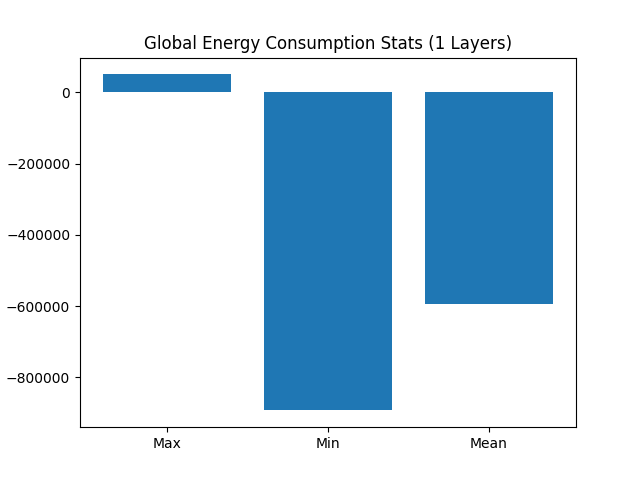 Global Energy Consumption Stats (1 Layers)
0
−200000
−400000
−600000
−800000
Max Min Mean